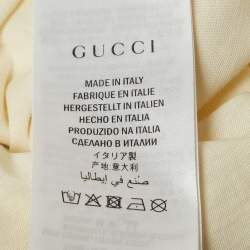 GUCCI
MADE IN ITALY
FABRIQUE EN ITALIE
HERGESTELLT IN ITALIEN
HECHO EN ITALIA
PRODUZIDO NA ITALIA
СДЕЛАНО В ИТАЛИИ
イタリア製
产地 意大利
صنع في إيطاليا